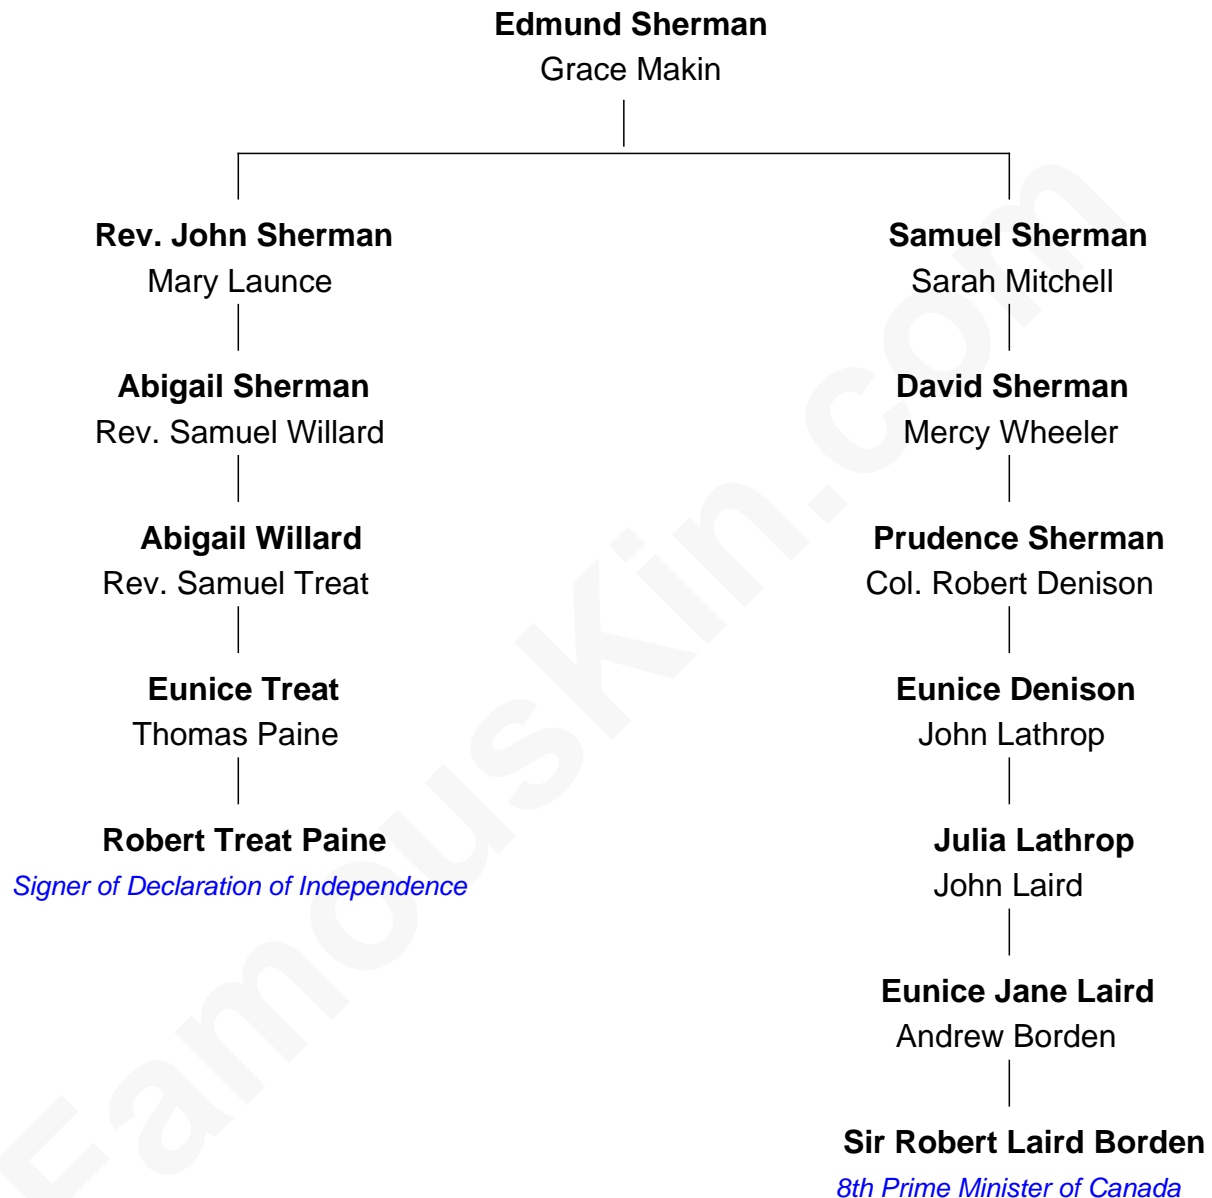 Edmund Sherman
Grace Makin
Rev. John Sherman
Mary Launce
Samuel Sherman
Sarah Mitchell
Abigail Sherman
Rev. Samuel Willard
David Sherman
Mercy Wheeler
Abigail Willard
Rev. Samuel Treat
Prudence Sherman
Col. Robert Denison
Eunice Treat
Thomas Paine
Eunice Denison
John Lathrop
Robert Treat Paine
Signer of Declaration of Independence
Julia Lathrop
John Laird
Eunice Jane Laird
Andrew Borden
Sir Robert Laird Borden
8th Prime Minister of Canada
FamousKin.com